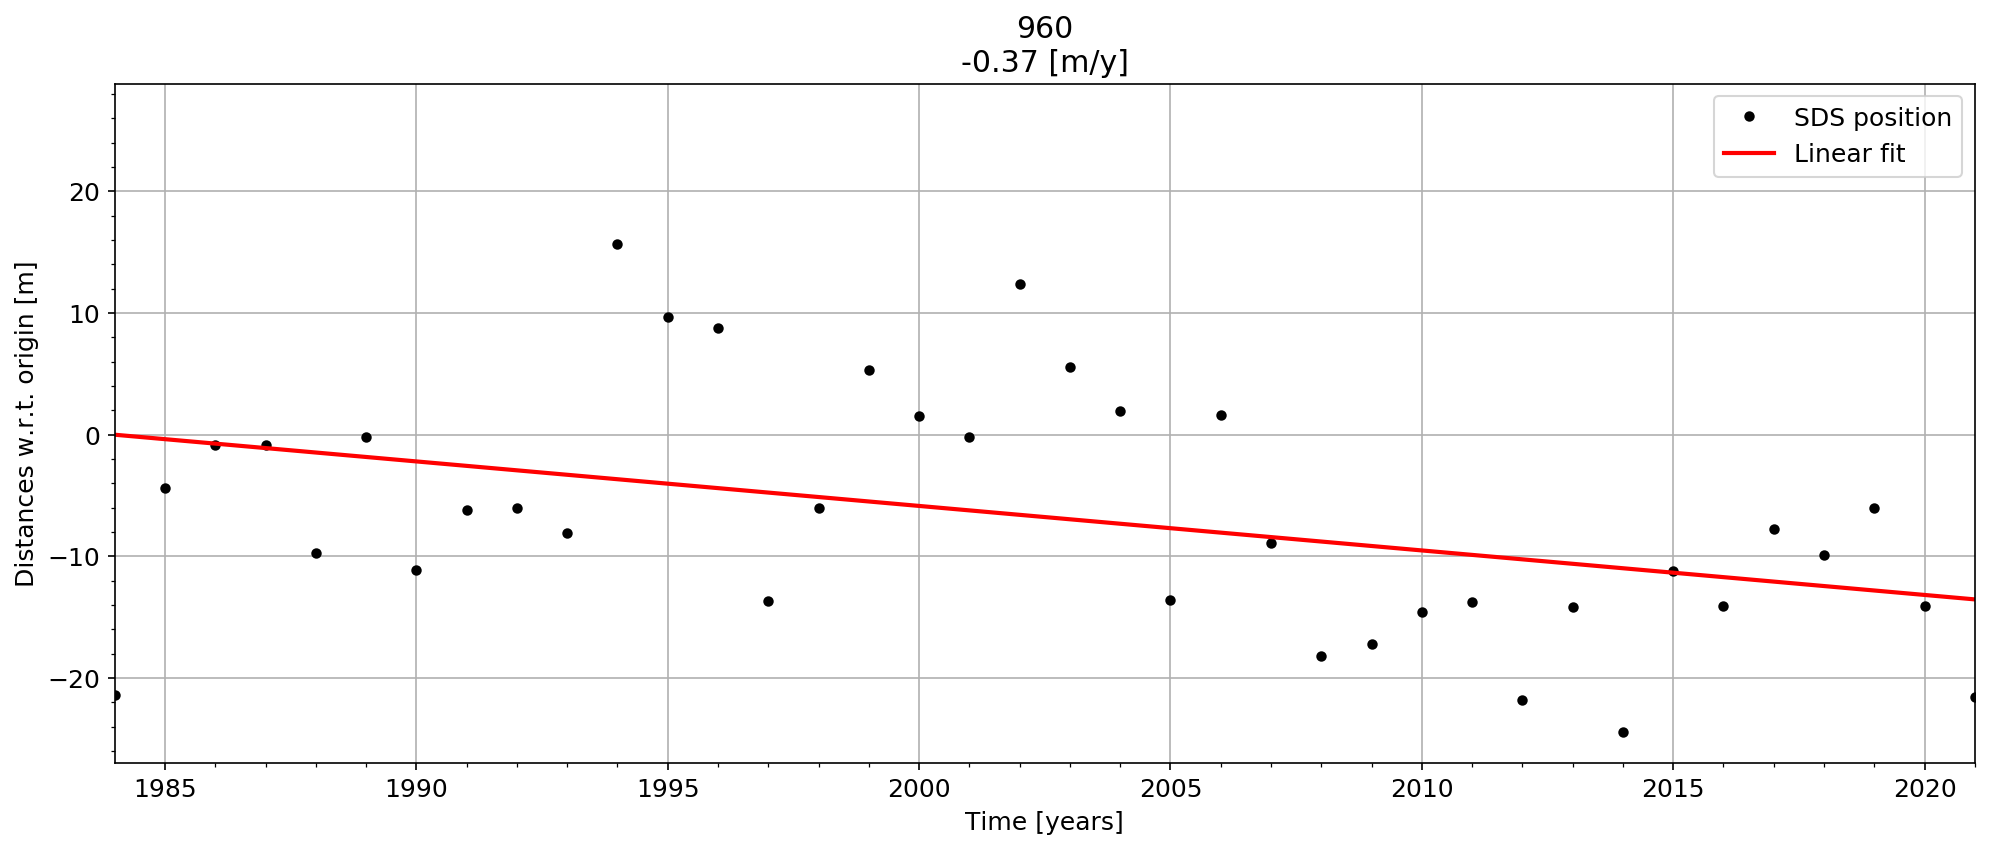 960
-0.37 [m/y]
SDS position
Linear fit
Distances w.r.t. origin [m]
20
10
0
−10
−20
1985 1990 1995 2000 2005 2010 2015 2020
Time [years]